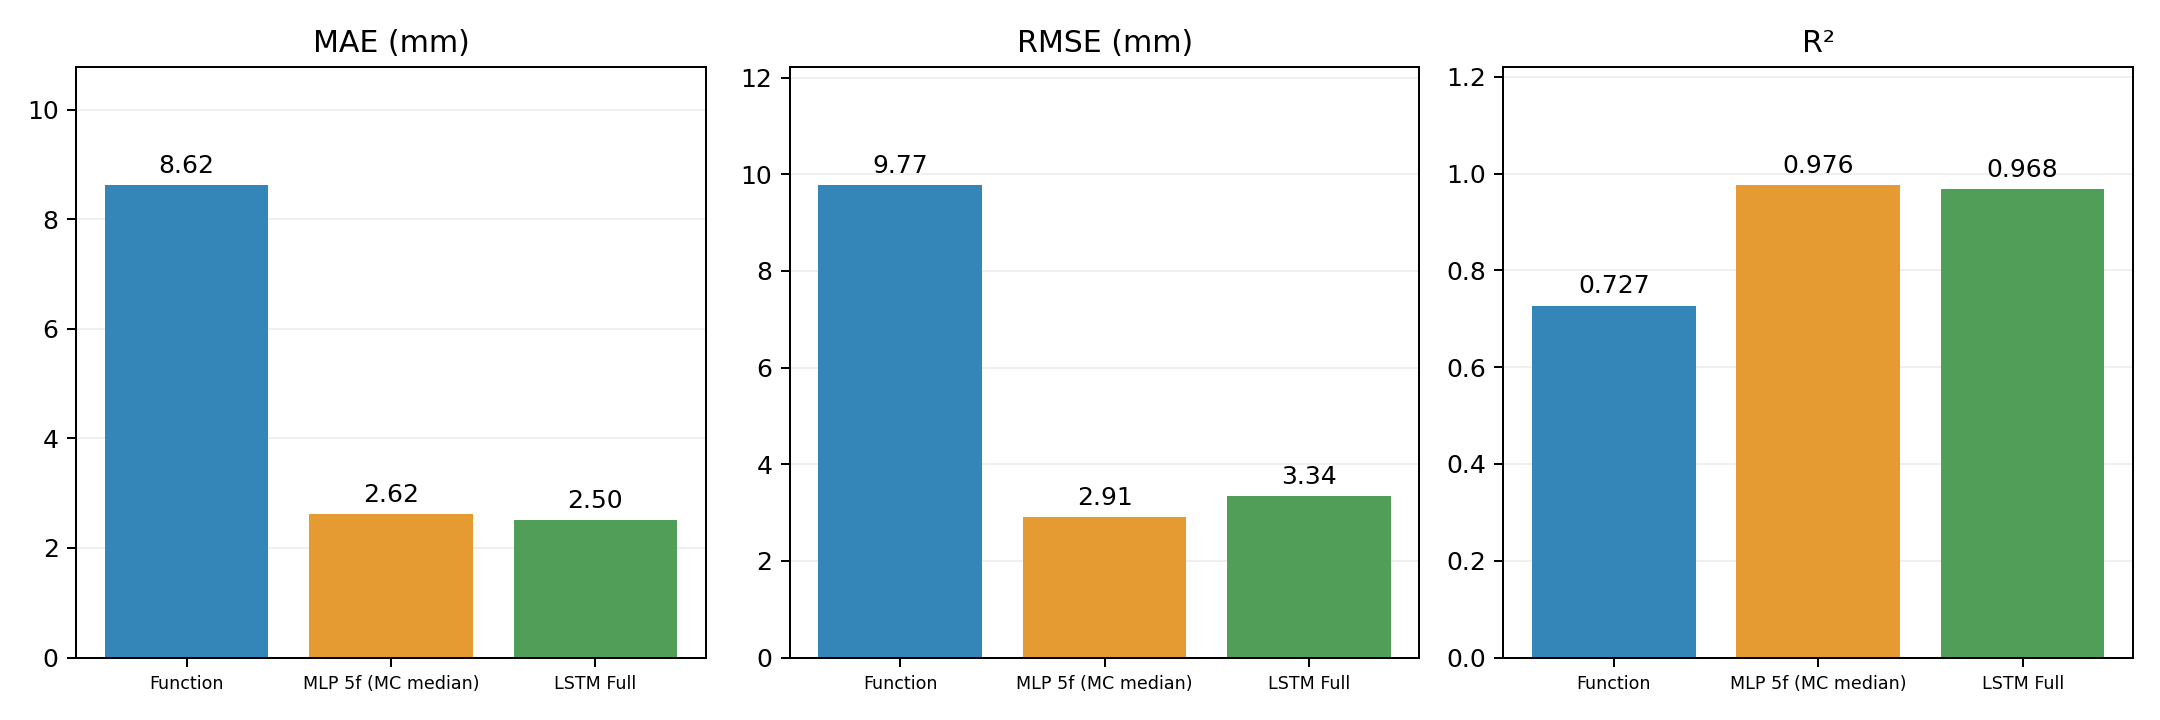 MAE (mm)
10
8
6
4
2
0
8.62
2.62
2.50
Function
MLP 5f (MC median)
LSTM Full
RMSE (mm)
12
10
8
6
4
2
0
9.77
2.91
3.34
Function
MLP 5f (MC median)
LSTM Full
R²
1.2
1.0
0.8
0.6
0.4
0.2
0.0
0.727
0.976
0.968
Function
MLP 5f (MC median)
LSTM Full